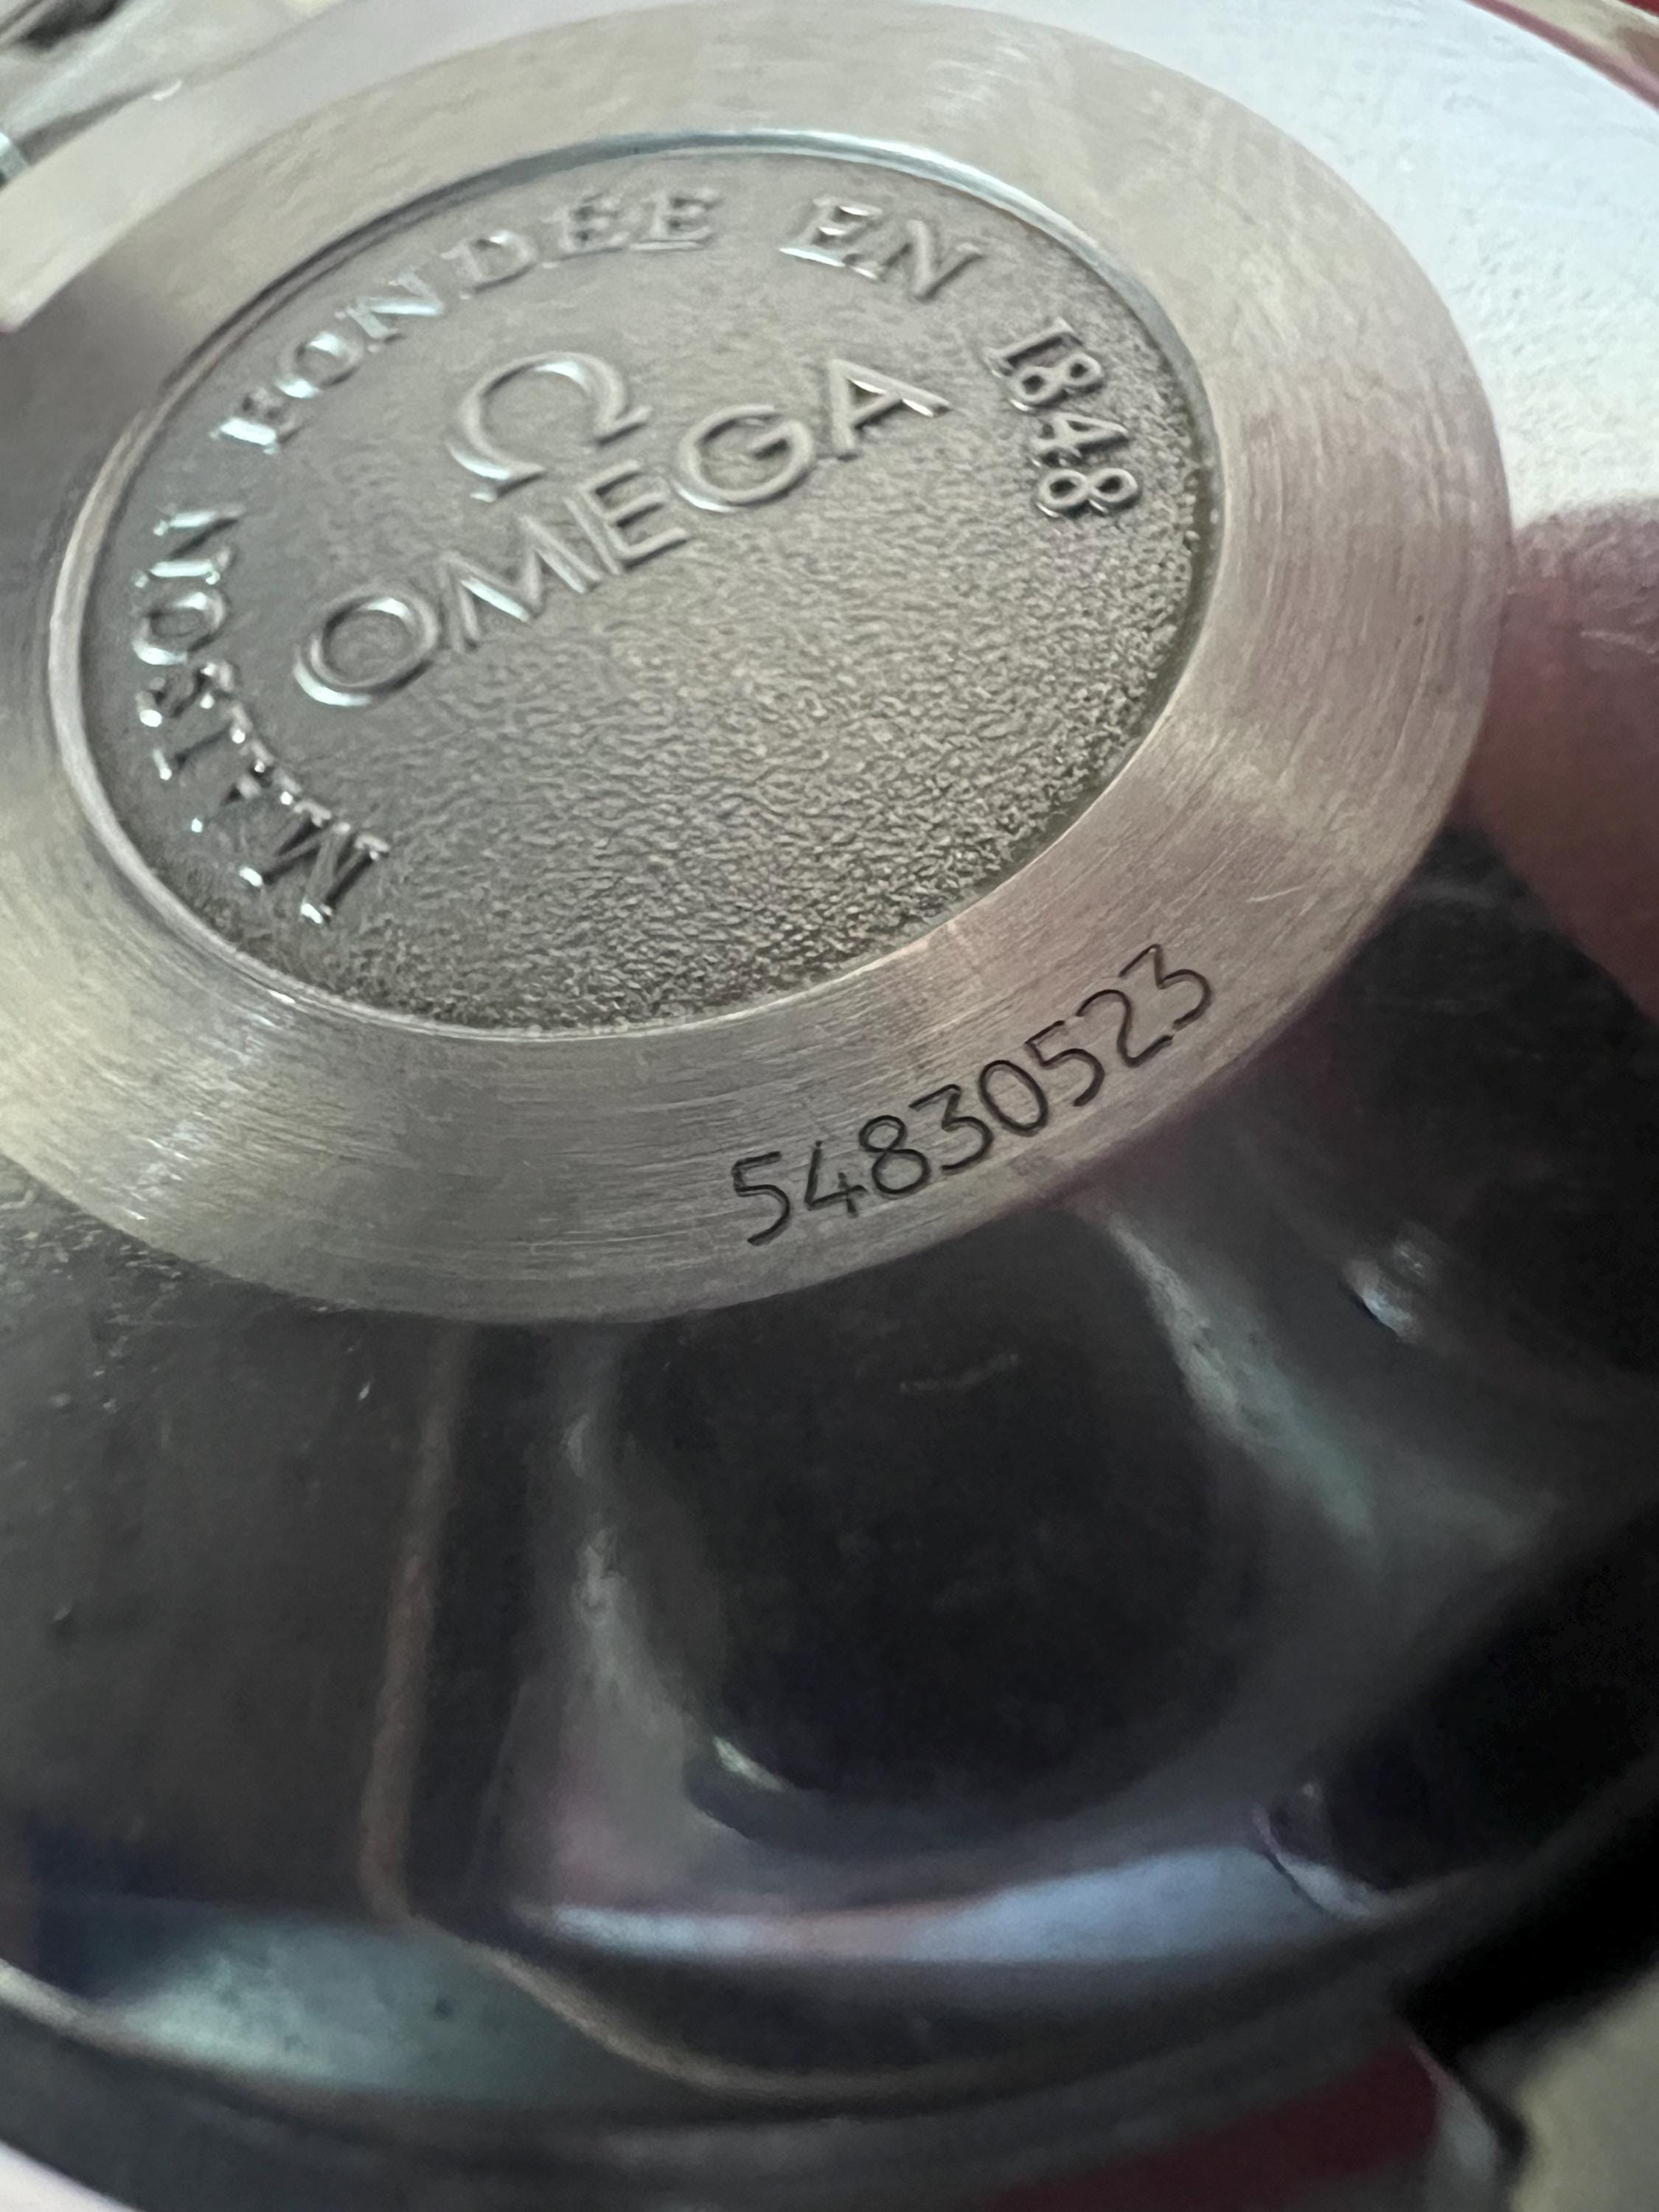 MAISON FONDÉE EN 1848
Ω
OMEGA
54830523